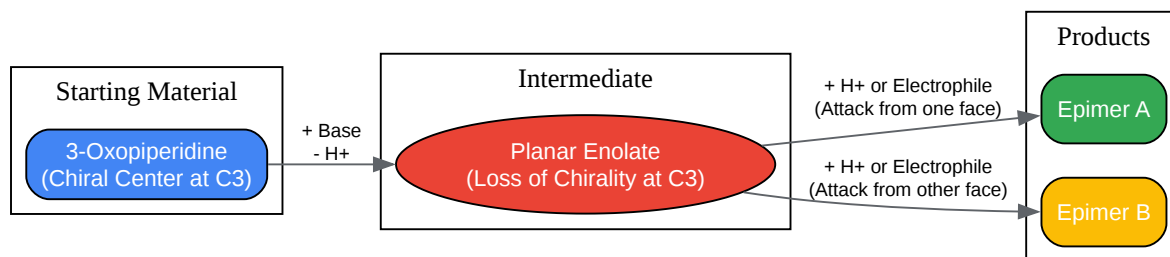 Starting Material
3-Oxopiperidine
(Chiral Center at C3)
+ Base
- H+
Intermediate
Planar Enolate
(Loss of Chirality at C3)
+ H+ or Electrophile
(Attack from one face)
+ H+ or Electrophile
(Attack from other face)
Products
Epimer A
Epimer B